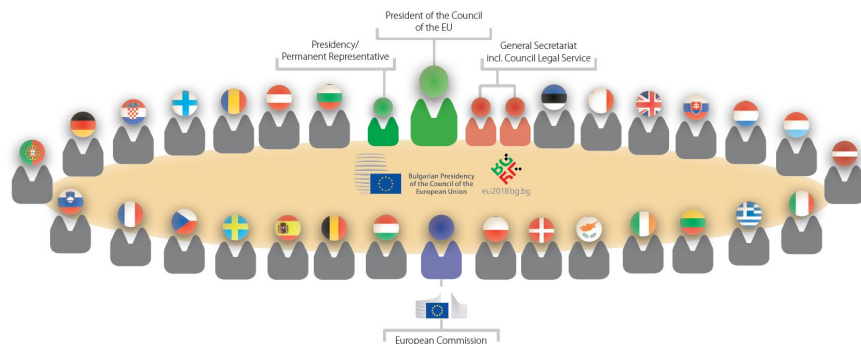 President of the Council
of the EU
Presidency/
Permanent Representative
General Secretariat
incl. Council Legal Service
Bulgarian Presidency
of the Council of the
European Union
eu2018bg.bg
European Commission